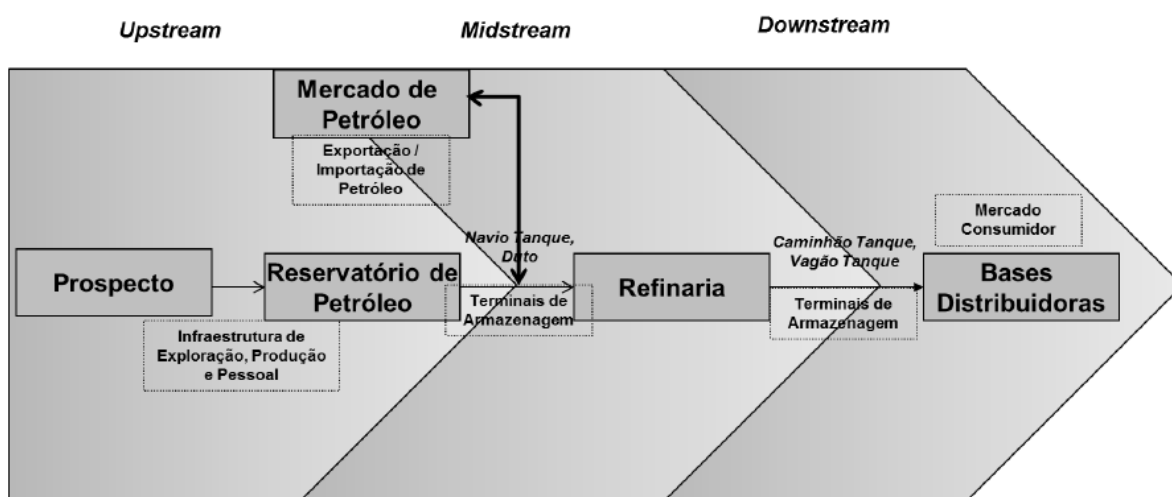 Upstream
Midstream
Downstream
Mercado de
Petróleo
Exportação /
Importação de
Petróleo
Prospecto
Infraestrutura de
Exploração, Produção
e Pessoal
Reservatório de
Petróleo
Navio Tanque,
Duto
Terminais de
Armazenagem
Refinaria
Caminhão Tanque,
Vagão Tanque
Terminais de
Armazenagem
Mercado
Consumidor
Bases
Distribuidoras